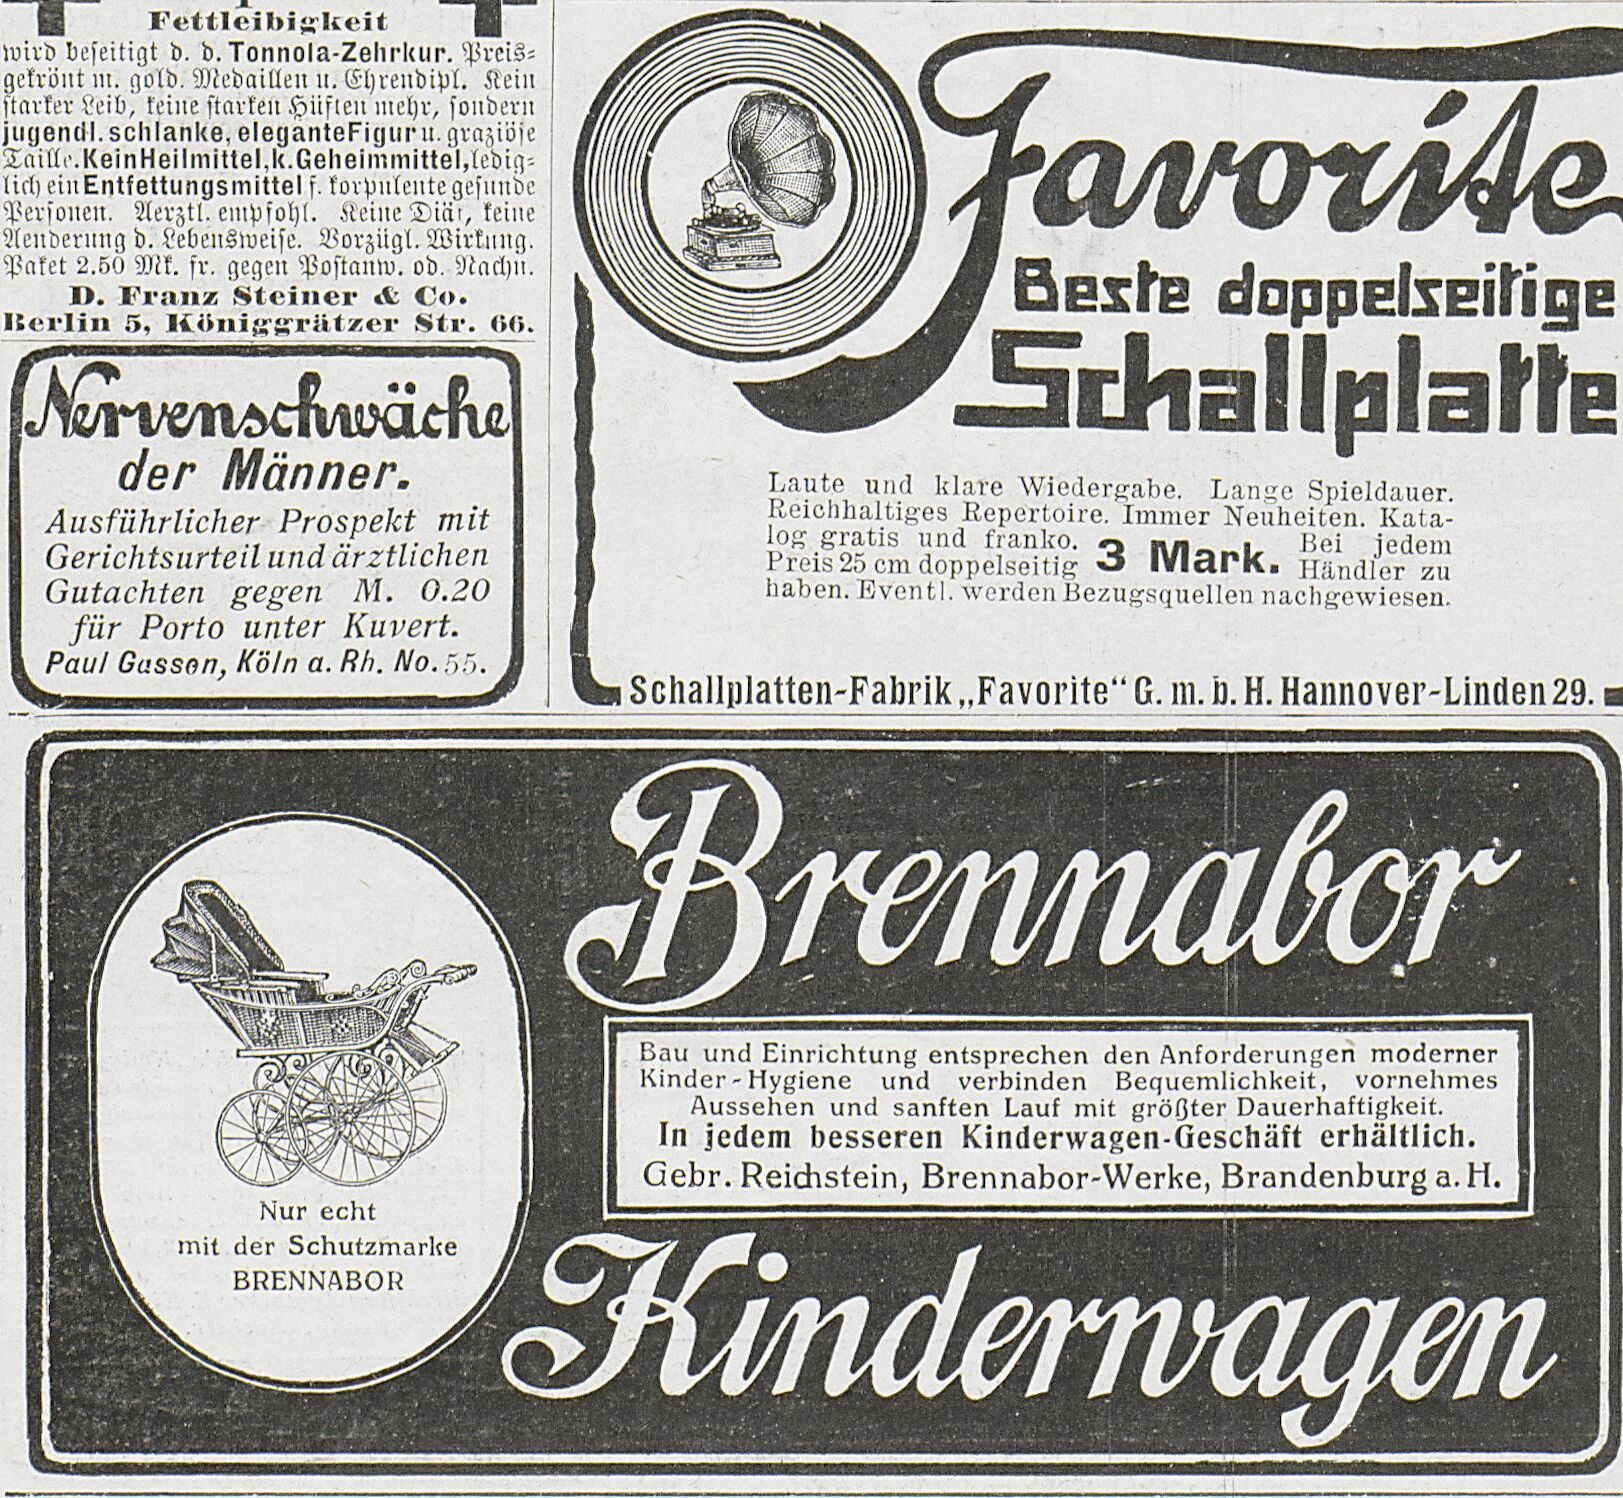 Fettleibigkeit
wird beseitigt d. d. Tonnola-Zehrkur. Preis-
gekrönt m. gold. Medaillen u. Ehrendipl. Kein
starker Leib, keine starken Hüften mehr, sondern
jugendl. schlanke, elegante Figur u. graziöse
Taille. Kein Heilmittel, k. Geheimmittel, ledig-
lich ein Entfettungsmittel f. korpulente gesunde
Personen. Aerztl. empfohl. Keine Diät, keine
Aenderung d. Lebensweise. Vorzügl. Wirkung.
Paket 2.50 Mk. fr. gegen Postanw. od. Nachn.
D. Franz Steiner & Co.
Berlin 5, Königgrätzer Str. 66.
Nervenschwäche
der Männer.
Ausführlicher Prospekt mit
Gerichtsurteil und ärztlichen
Gutachten gegen M. 0.20
für Porto unter Kuvert.
Paul Gassen, Köln a. Rh. No. 55.
Favorite
Beste doppelseitige
Schallplatte
Laute und klare Wiedergabe. Lange Spieldauer.
Reichhaltiges Repertoire. Immer Neuheiten. Kata-
log gratis und franko.
Preis 25 cm doppelseitig 3 Mark. Bei jedem
Händler zu
haben. Eventl. werden Bezugsquellen nachgewiesen.
Schallplatten-Fabrik „Favorite“ G. m. b. H. Hannover-Linden 29.
Brennabor
Bau und Einrichtung entsprechen den Anforderungen moderner
Kinder-Hygiene und verbinden Bequemlichkeit, vornehmes
Aussehen und sanften Lauf mit größter Dauerhaftigkeit.
In jedem besseren Kinderwagen-Geschäft erhältlich.
Gebr. Reichstein, Brennabor-Werke, Brandenburg a. H.
Nur echt
mit der Schutzmarke
BRENNABOR
Kinderwagen